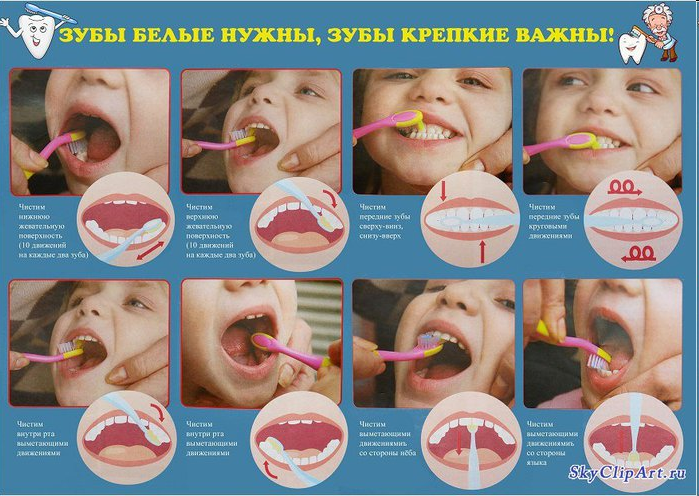 ЗУБЫ БЕЛЫЕ НУЖНЫ, ЗУБЫ КРЕПКИЕ ВАЖНЫ!
Чистим
нижнюю
жевательную
поверхность
(10 движений
на каждые два зуба)
Чистим
верхнюю
жевательную
поверхность
(10 движений
на каждые два зуба)
Чистим
передние зубы
сверху-вниз,
снизу-вверх
Чистим
передние зубы
круговыми
движениями
Чистим
внутри рта
выметающими
движениями
Чистим
внутри рта
выметающими
движениями
Чистим
выметающими
движениями
со стороны нёба
Чистим
выметающими
движениями
со стороны
языка
SkyClipArt.ru